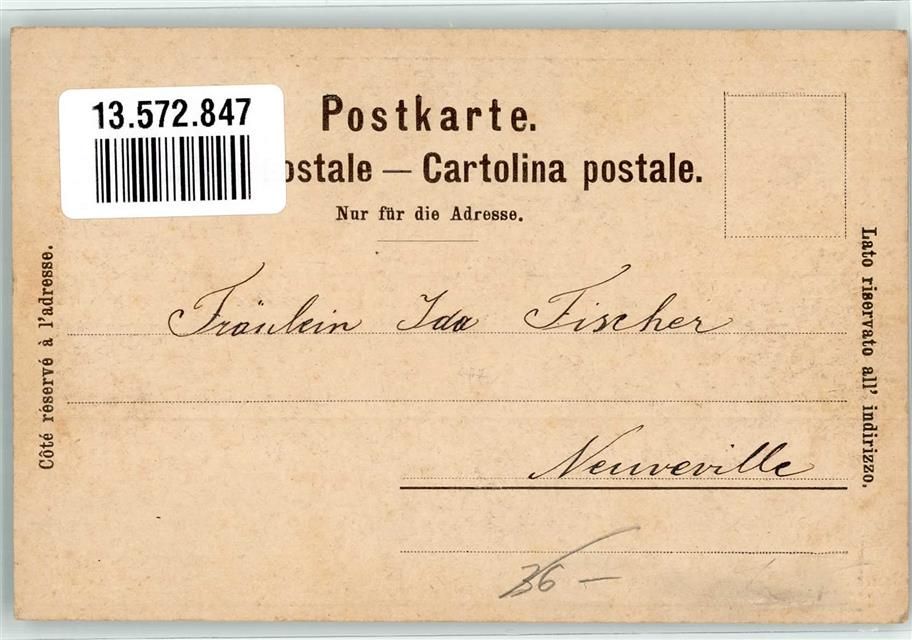 13.572.847
Postkarte.
ostale — Cartolina postale.
Nur für die Adresse.
Côté réservé à l'adresse.
Lato riservato all' indirizzo.
Fräulein Ida Fischer
Neuveville
36 —